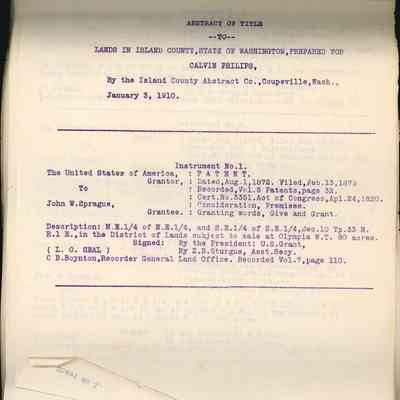 ABSTRACT OF TITLE
--TO--
LANDS IN ISLAND COUNTY,STATE OF WASHINGTON,PREPARED FOR
CALVIN PHILIPS,
By the Island County Abstract Co.,Coupeville,Wash.,
January 3, 1910.
Instrument No.1.
The United States of America, : P A T E N T.
Grantor, : Dated,Aug.1,1872. Filed,Feb.13,1873
To : Recorded,Vol.3 Patents,page 32.
: Cert.No.3351.Act of Congress,Apl.24,1820.
John W.Sprague, : Consideration, Premises.
Grantee. : Granting words, Give and Grant.
Description: N.E.1/4 of N.E.1/4, and S.E.1/4 of S.E.1/4,Sec.10 Tp.33 N.
R.1 E.,in the District of Lands subject to sale at Olympia W.T. 80 acres.
Signed: By the President: U.S.Grant,
( L. O. SEAL ) By Z.B.Sturgus, Asst.Secy.
C B.Boynton,Recorder General Land Office. Recorded Vol.7,page 110.